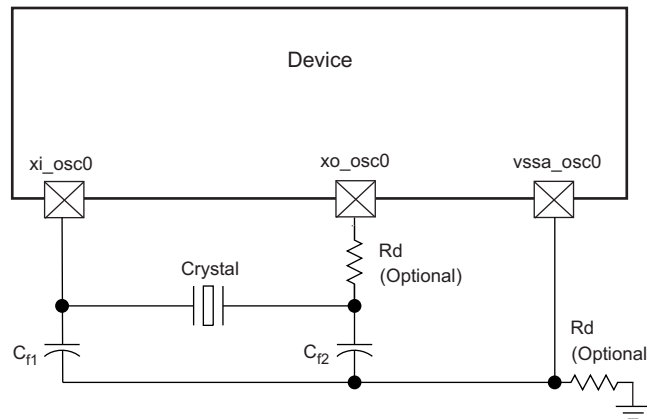 Device
xi_osc0
xo_osc0
vssa_osc0
Rd
(Optional)
Crystal
Rd
(Optional
Cf1
Cf2